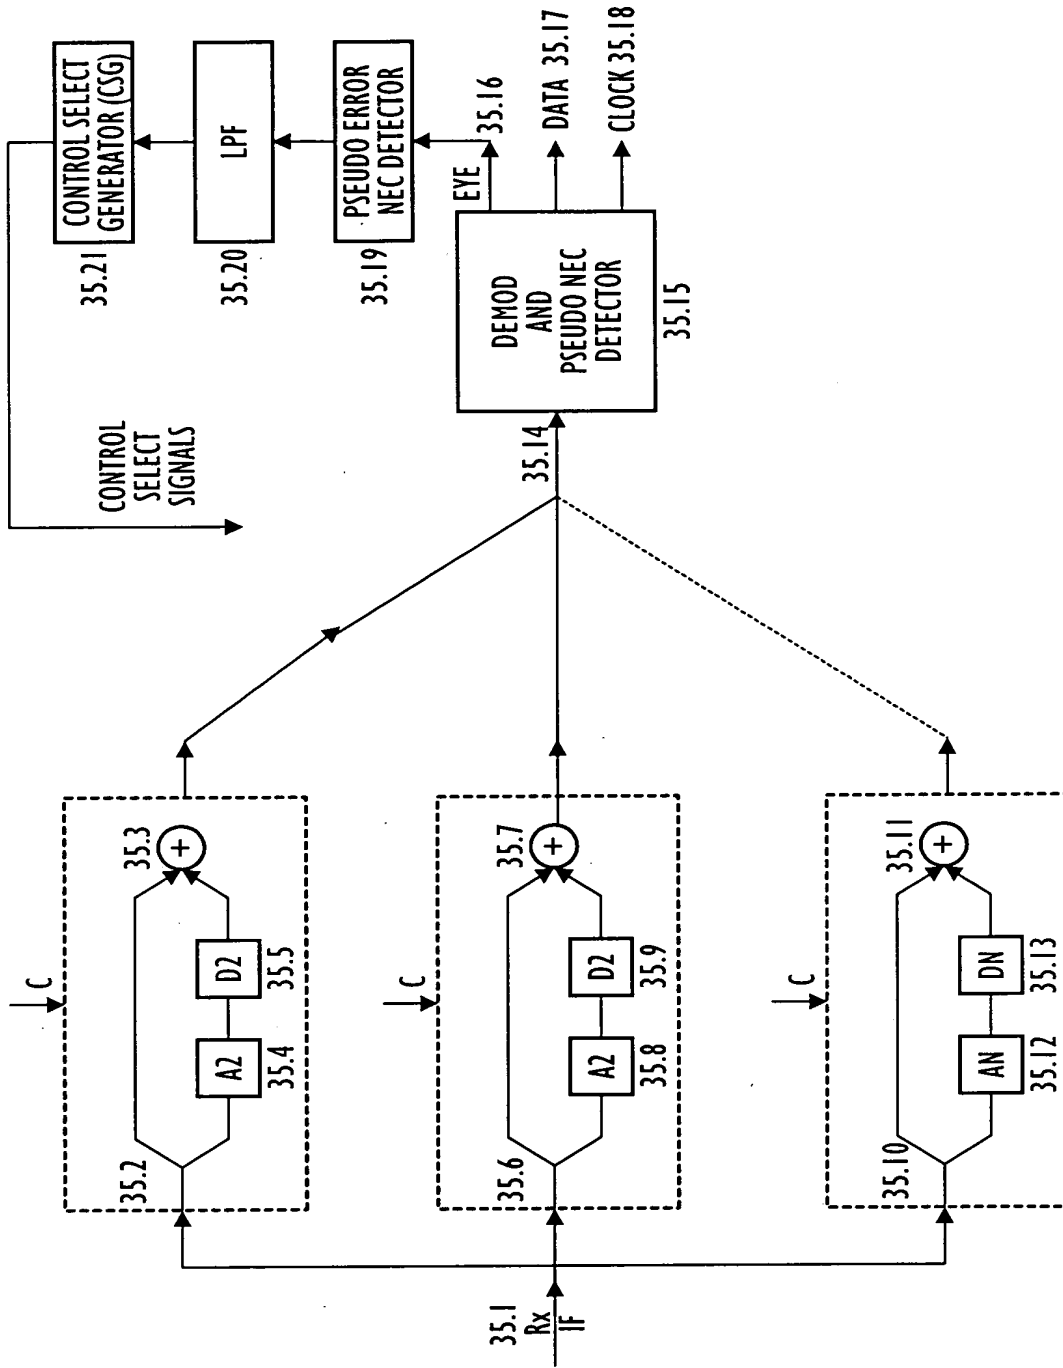 35.1
Rx
IF
35.2
35.3
A2
35.4
D2
35.5
C
35.6
35.7
A2
35.8
D2
35.9
C
35.10
35.11
AN
35.12
DN
35.13
C
35.14
DEMOD
AND
PSEUDO NEC
DETECTOR
35.15
EYE
35.16
DATA 35.17
CLOCK 35.18
PSEUDO ERROR
NEC DETECTOR
35.19
LPF
35.20
CONTROL SELECT
GENERATOR (CSG)
35.21
CONTROL
SELECT
SIGNALS
+
+
+